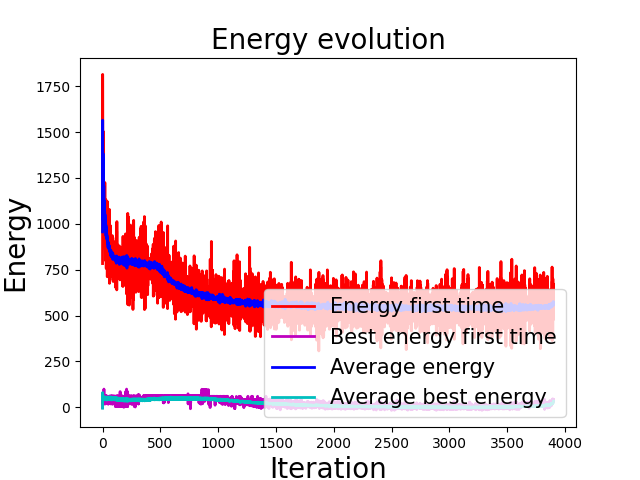 Energy evolution
Energy
1750
1500
1250
1000
750
500
250
0
Energy first time
Best energy first time
Average energy
Average best energy
0 500 1000 1500 2000 2500 3000 3500 4000
Iteration